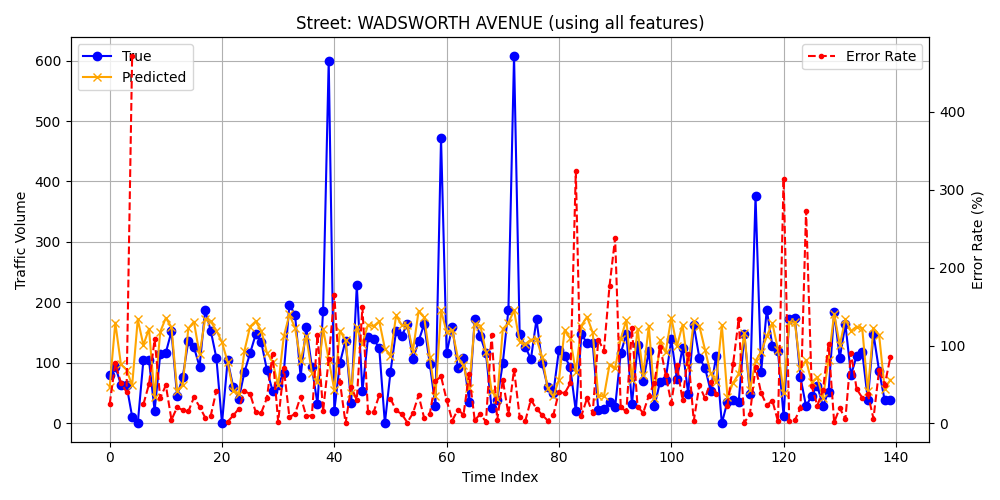 Street: WADSWORTH AVENUE (using all features)
True
Predicted
Error Rate
600
500
400
300
200
100
0
400
300
200
100
0
Traffic Volume
Error Rate (%)
0 20 40 60 80 100 120 140
Time Index